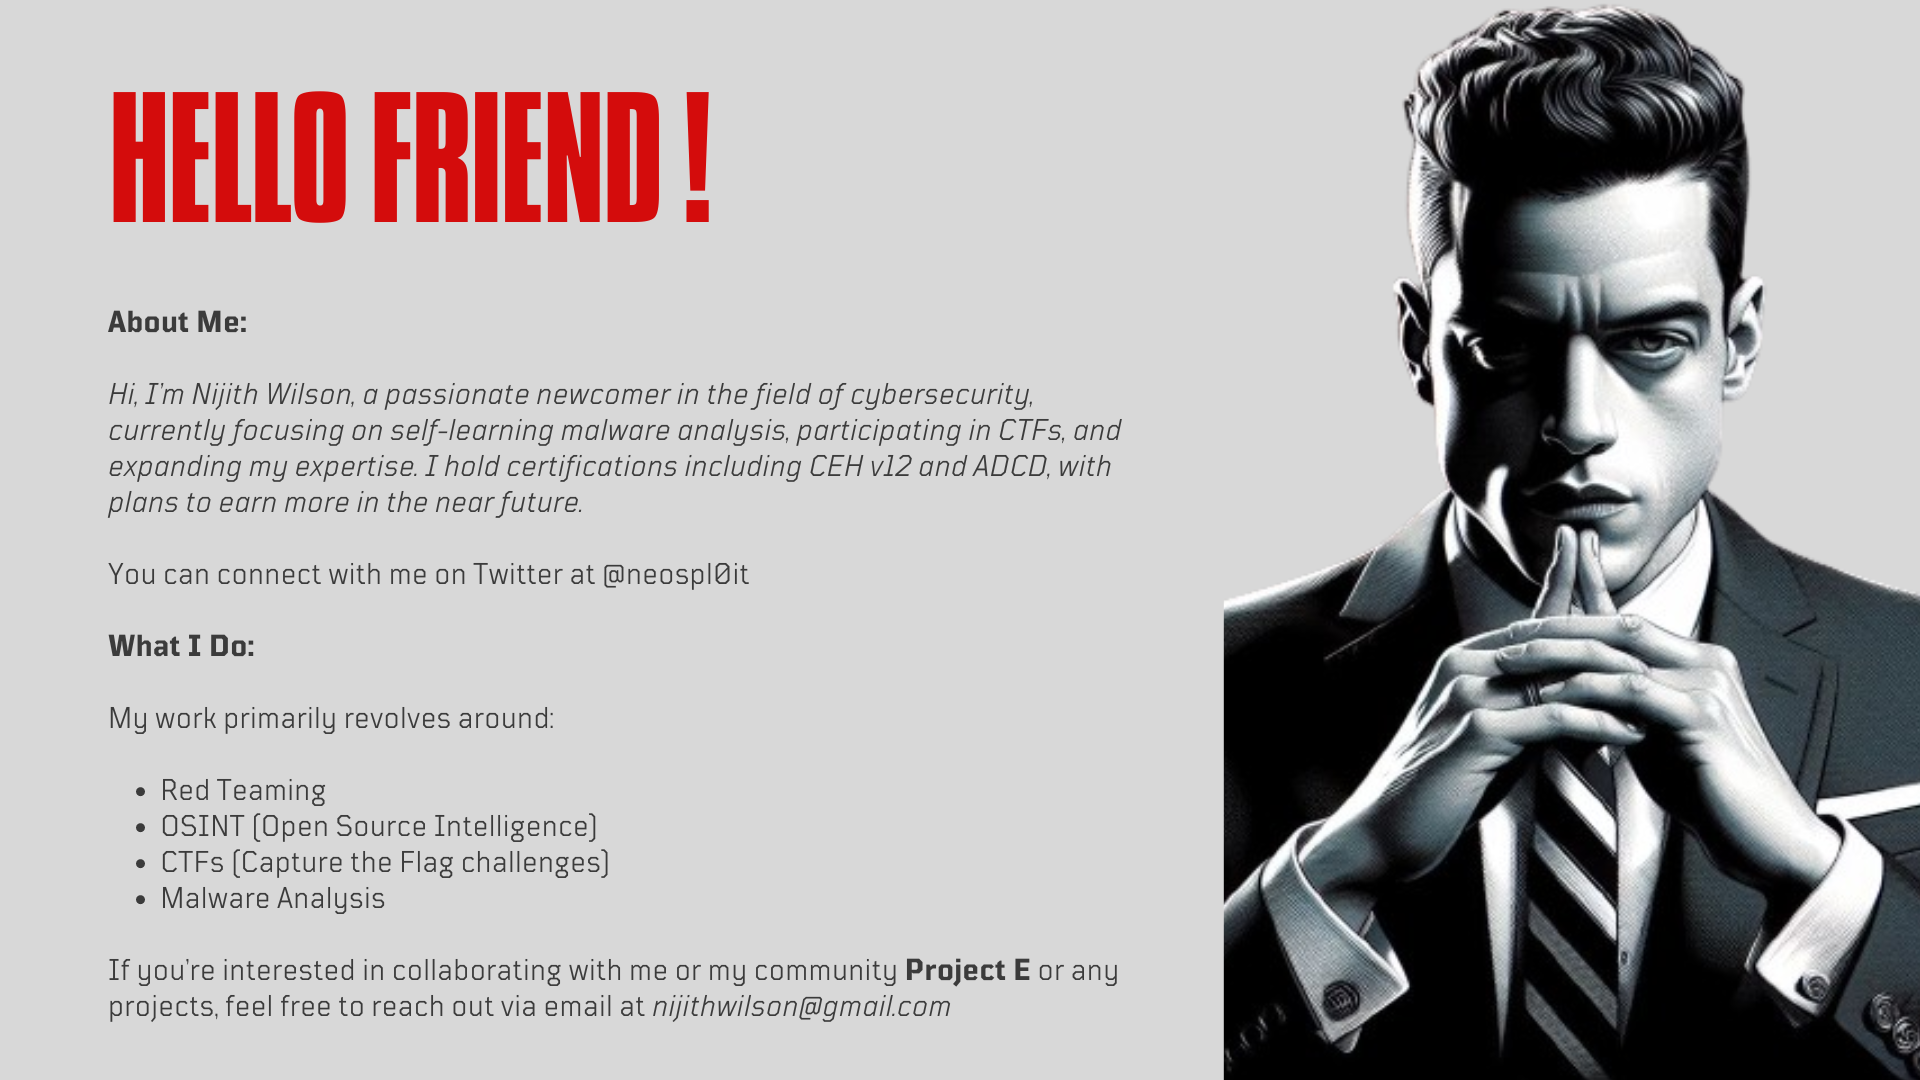 HELLO FRIEND !
About Me:
Hi, I'm Nijith Wilson, a passionate newcomer in the field of cybersecurity,
currently focusing on self-learning malware analysis, participating in CTFs, and
expanding my expertise. I hold certifications including CEH v12 and ADCD, with
plans to earn more in the near future.
You can connect with me on Twitter at @neospl0it
What I Do:
My work primarily revolves around:
• Red Teaming
• OSINT (Open Source Intelligence)
• CTFs (Capture the Flag challenges)
• Malware Analysis
If you're interested in collaborating with me or my community Project E or any
projects, feel free to reach out via email at nijithwilson@gmail.com